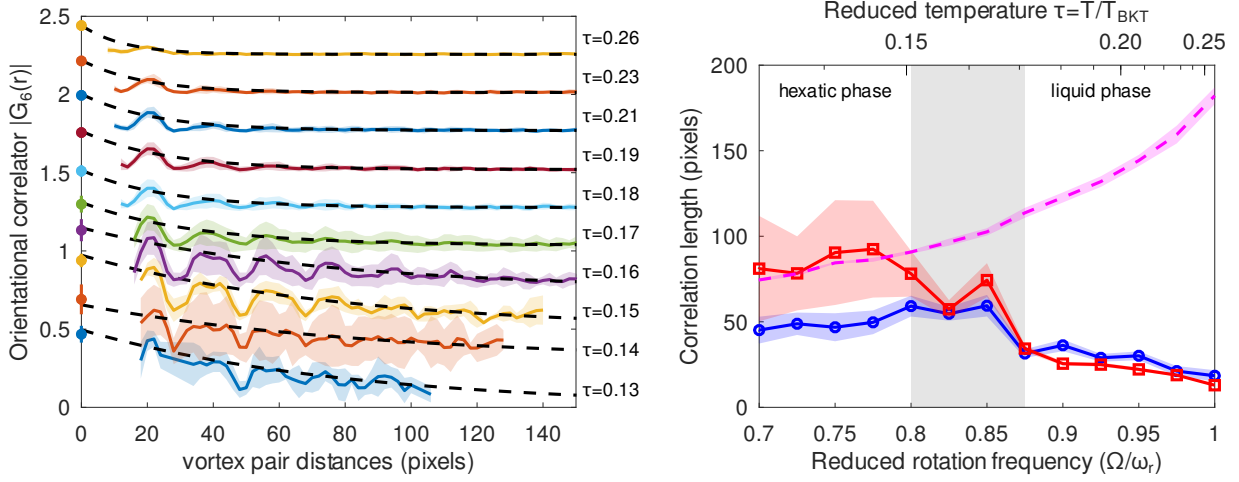 Orientational correlator |G6(r)|
2.5
2
1.5
1
0.5
0
τ=0.26
τ=0.23
τ=0.21
τ=0.19
τ=0.18
τ=0.17
τ=0.16
τ=0.15
τ=0.14
τ=0.13
0 20 40 60 80 100 120 140
vortex pair distances (pixels)
Reduced temperature τ=T/TBKT
0.15 0.20 0.25
Correlation length (pixels)
200
150
100
50
0
hexatic phase
liquid phase
0.7 0.75 0.8 0.85 0.9 0.95 1
Reduced rotation frequency (Ω/ωr)